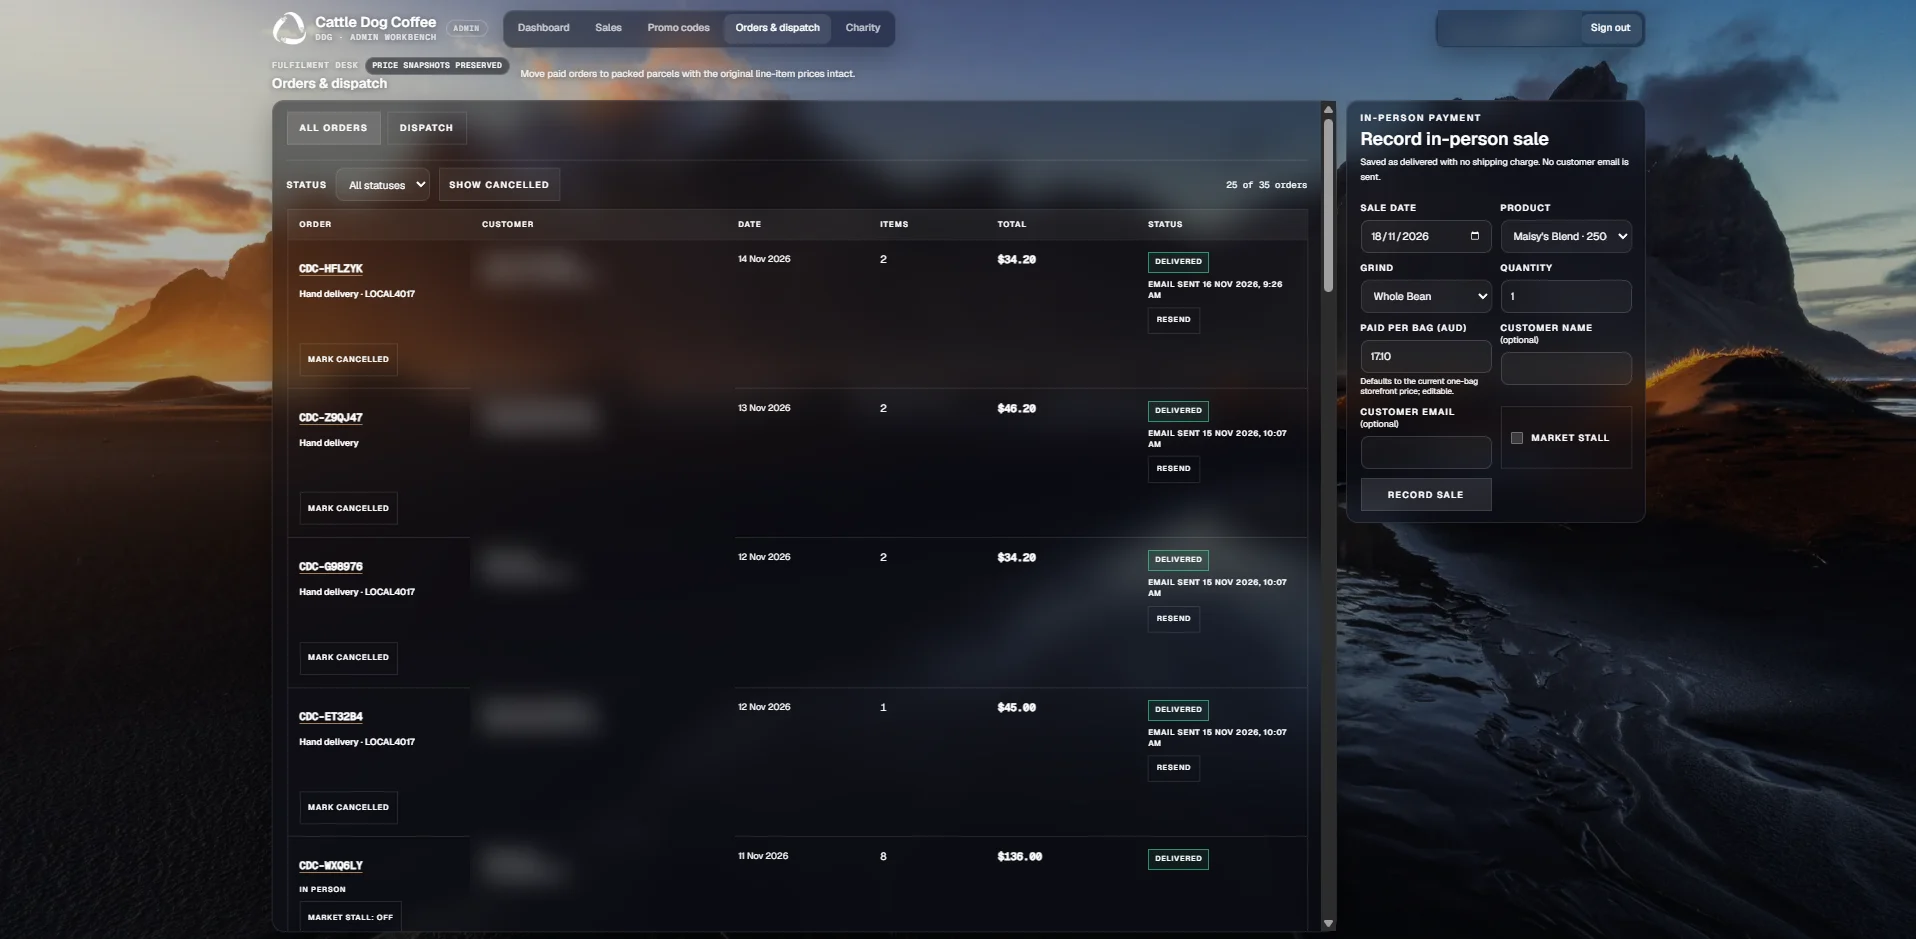 Cattle Dog Coffee
DOG · ADMIN WORKBENCH
ADMIN
Dashboard
Sales
Promo codes
Orders & dispatch
Charity
Sign out
FULFILMENT DESK
PRICE SNAPSHOTS PRESERVED
Orders & dispatch
Move paid orders to packed parcels with the original line-item prices intact.
ALL ORDERS
DISPATCH
STATUS
All statuses
SHOW CANCELLED
25 of 35 orders
ORDER CUSTOMER DATE ITEMS TOTAL STATUS
CDC-HFLZYK
Hand delivery · LOCAL4017
MARK CANCELLED
14 Nov 2026
2
$34.20
DELIVERED
EMAIL SENT 16 NOV 2026, 9:26
AM
RESEND
CDC-Z9QJ47
Hand delivery
MARK CANCELLED
13 Nov 2026
2
$46.20
DELIVERED
EMAIL SENT 15 NOV 2026, 10:07
AM
RESEND
CDC-G98976
Hand delivery · LOCAL4017
MARK CANCELLED
12 Nov 2026
2
$34.20
DELIVERED
EMAIL SENT 15 NOV 2026, 10:07
AM
RESEND
CDC-ET32B4
Hand delivery · LOCAL4017
MARK CANCELLED
12 Nov 2026
1
$45.00
DELIVERED
EMAIL SENT 15 NOV 2026, 10:07
AM
RESEND
CDC-WXQ6LY
IN PERSON
MARKET STALL: OFF
11 Nov 2026
8
$136.00
DELIVERED
IN-PERSON PAYMENT
Record in-person sale
Saved as delivered with no shipping charge. No customer email is
sent.
SALE DATE
18/11/2026
PRODUCT
Maisy's Blend · 250
GRIND
Whole Bean
QUANTITY
1
PAID PER BAG (AUD)
17.10
Defaults to the current one-bag
storefront price; editable.
CUSTOMER NAME
(optional)
CUSTOMER EMAIL
(optional)
MARKET STALL
RECORD SALE